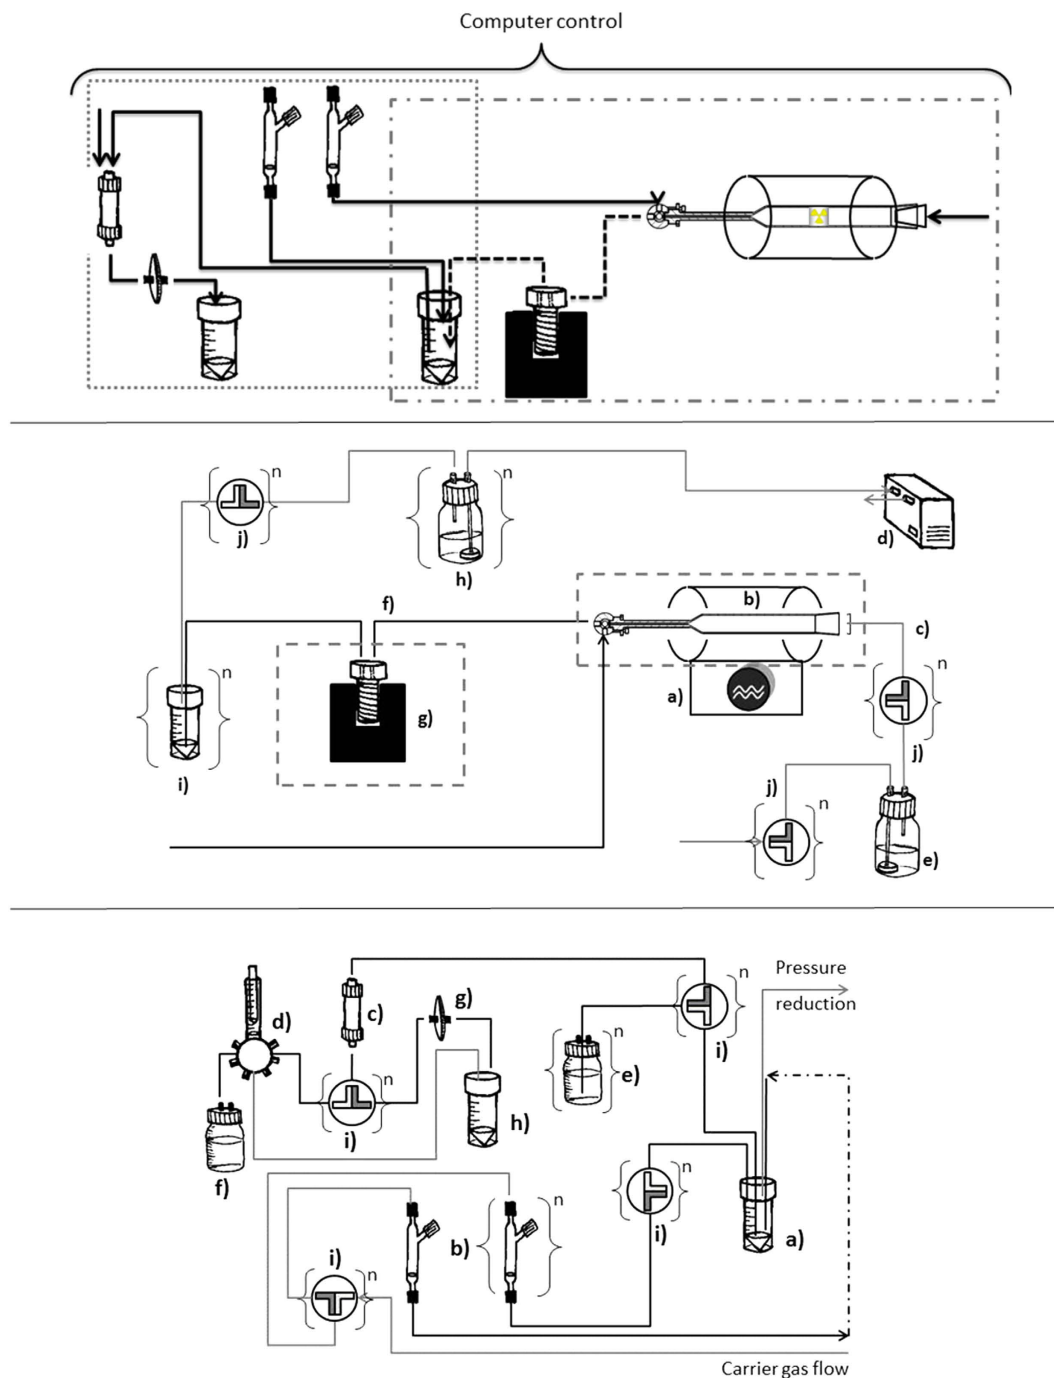 Computer control
n
n
j)
h)
d)
f)
b)
c)
n
n
a)
g)
i)
j)
j)
n
e)
n
Pressure
reduction
g)
c)
d)
n
n
e)
i)
h)
i)
f)
n
n
b)
i)
a)
i)
n
Carrier gas flow